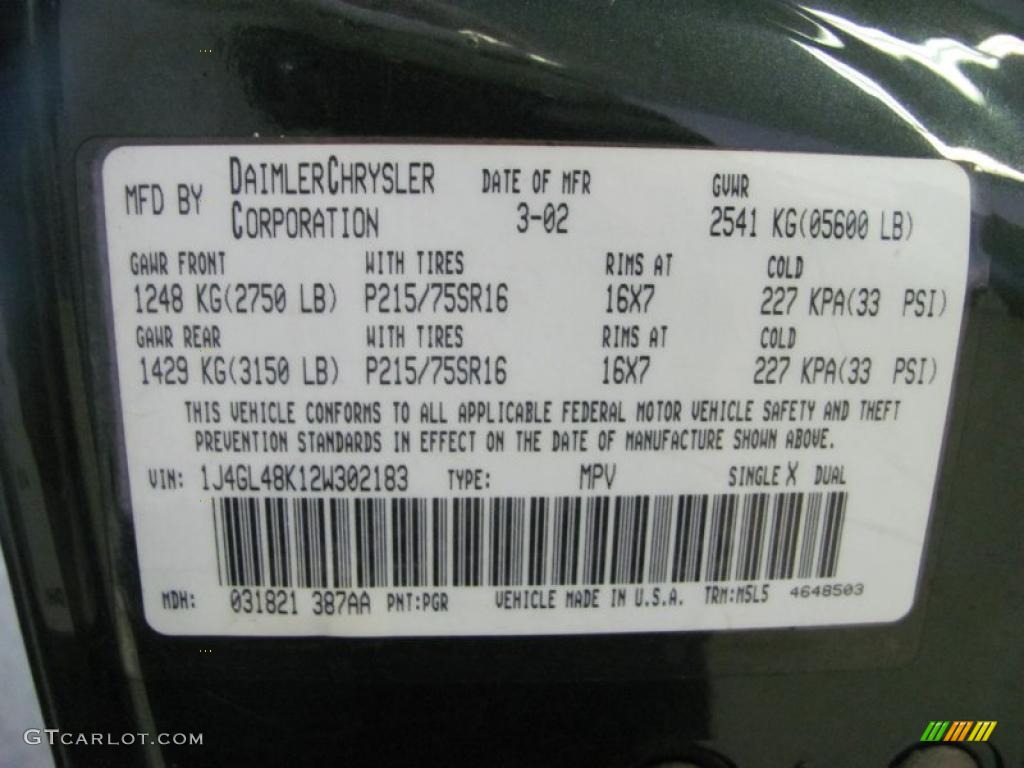 MFD BY DAIMLERCHRYSLER CORPORATION DATE OF MFR 3-02 GVWR 2541 KG(05600 LB)
GAWR FRONT WITH TIRES RIMS AT COLD
1248 KG(2750 LB) P215/75SR16 16X7 227 KPA(33 PSI)
GAWR REAR WITH TIRES RIMS AT COLD
1429 KG(3150 LB) P215/75SR16 16X7 227 KPA(33 PSI)
THIS VEHICLE CONFORMS TO ALL APPLICABLE FEDERAL MOTOR VEHICLE SAFETY AND THEFT
PREVENTION STANDARDS IN EFFECT ON THE DATE OF MANUFACTURE SHOWN ABOVE.
VIN: 1J4GL48K12W302183 TYPE: MPV SINGLE X DUAL
MDH: 031821 387AA PNT:PGR VEHICLE MADE IN U.S.A. TRM:M5L5 4648503
GTCARLOT.COM